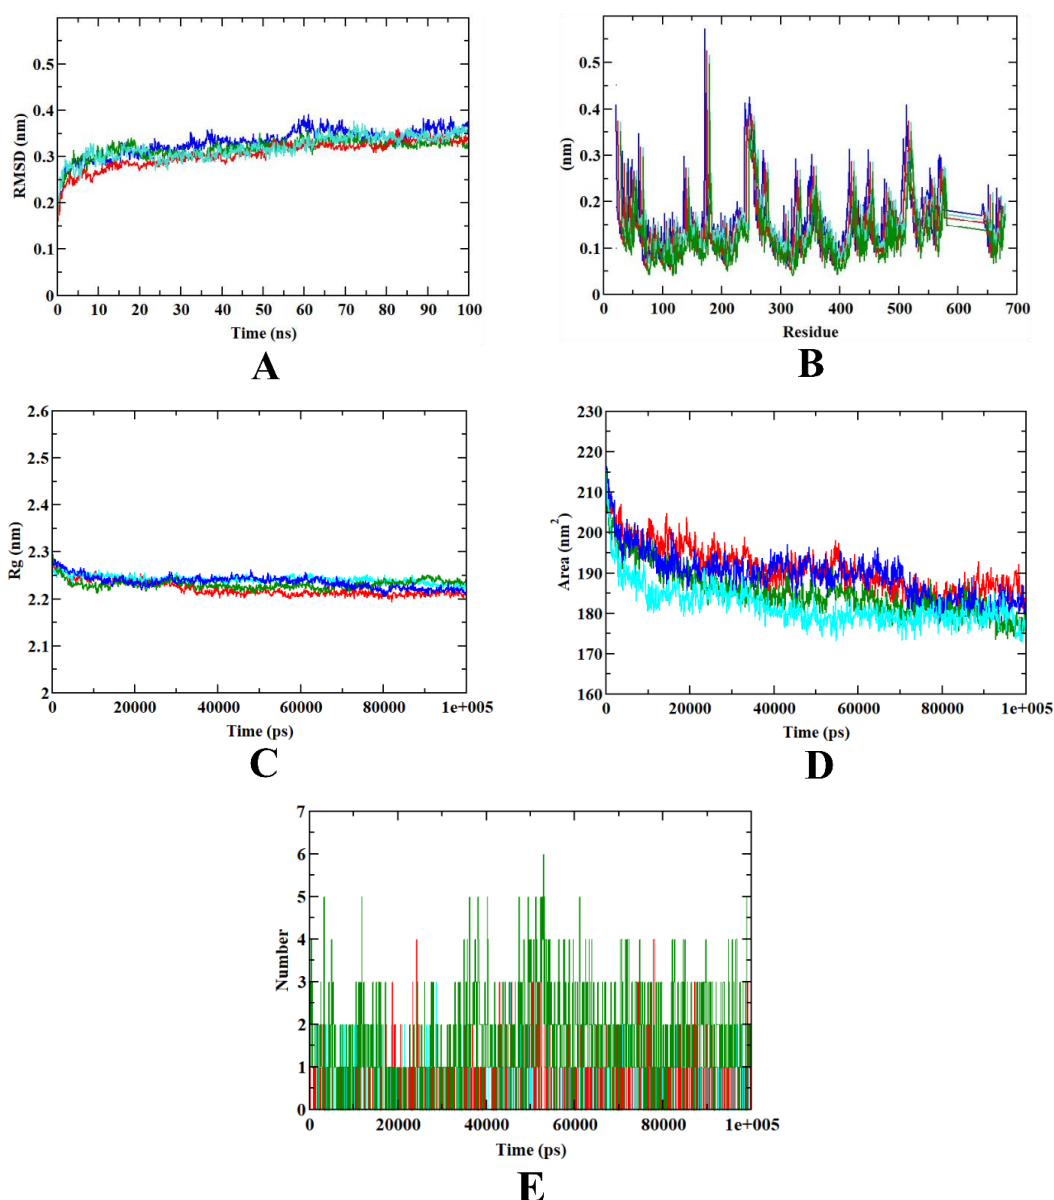 0.5
0.4
0.3
0.2
0.1
0
RMSD (nm)
0 10 20 30 40 50 60 70 80 90 100
Time (ns)
A
0.5
0.4
0.3
0.2
0.1
0
(nm)
0 100 200 300 400 500 600 700
Residue
B
2.6
2.5
2.4
2.3
2.2
2.1
2
Rg (nm)
0 20000 40000 60000 80000 1e+005
Time (ps)
C
230
220
210
200
190
180
170
160
Area (nm²)
0 20000 40000 60000 80000 1e+005
Time (ps)
D
7
6
5
4
3
2
1
0
Number
0 20000 40000 60000 80000 1e+005
Time (ps)
E